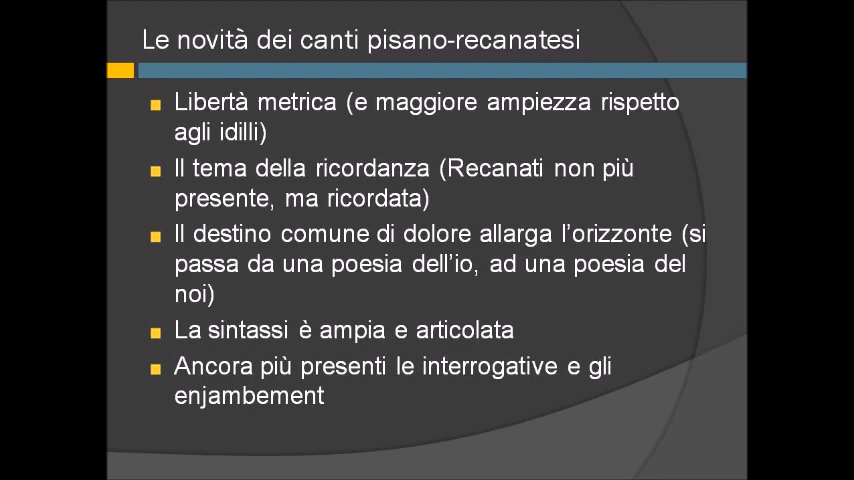 Le novità dei canti pisano-recanatesi
Libertà metrica (e maggiore ampiezza rispetto
agli idilli)
Il tema della ricordanza (Recanati non più
presente, ma ricordata)
Il destino comune di dolore allarga l'orizzonte (si
passa da una poesia dell'io, ad una poesia del
noi)
La sintassi è ampia e articolata
Ancora più presenti le interrogative e gli
enjambement